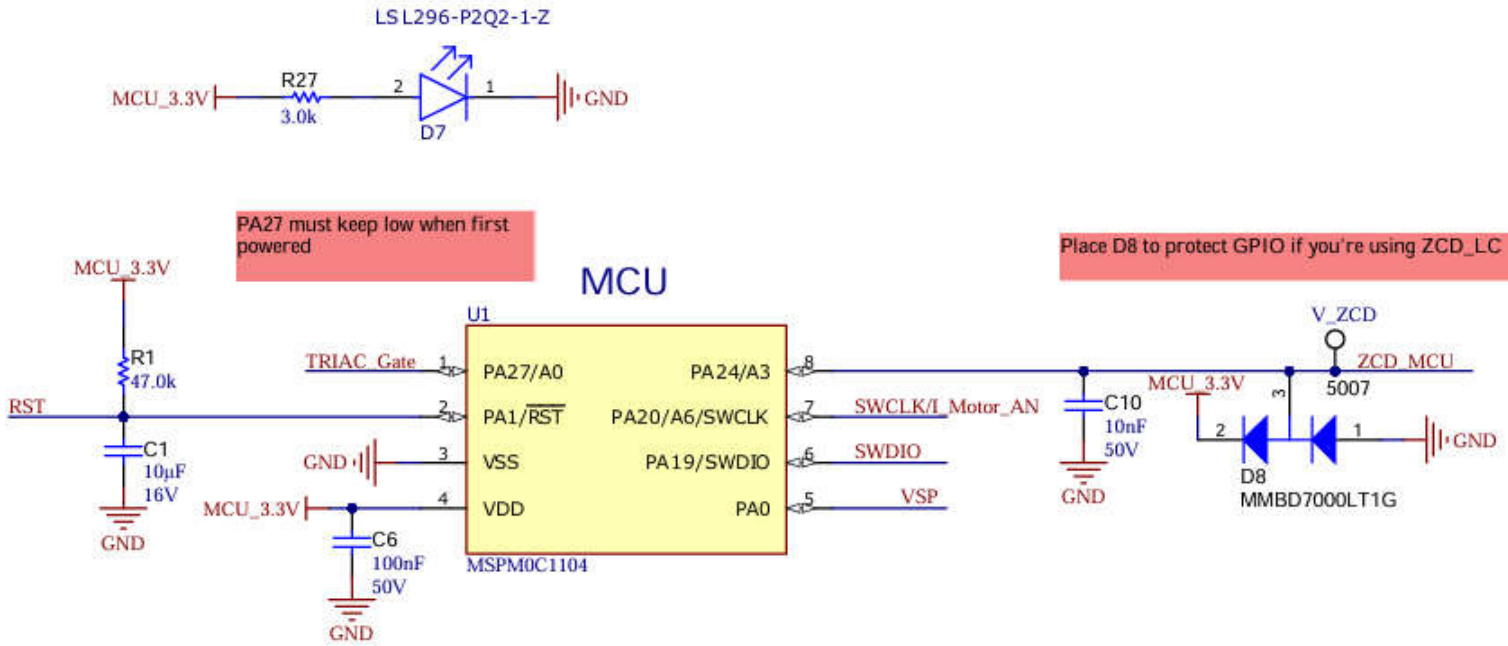 LSL296-P2Q2-1-Z
MCU_3.3V
R27
3.0k
2
1
GND
D7
PA27 must keep low when first
powered
Place D8 to protect GPIO if you're using ZCD_LC
MCU
MCU_3.3V
R1
47.0k
RST
C1
10µF
16V
GND
U1
TRIAC_Gate
1
PA27/A0
2
PA1/RST
GND
3
VSS
MCU_3.3V
4
VDD
C6
100nF
50V
GND
MSPM0C1104
PA24/A3
8
PA20/A6/SWCLK
7
SWCLK/I_Motor_AN
PA19/SWDIO
6
SWDIO
PA0
5
VSP
C10
10nF
50V
GND
V_ZCD
ZCD_MCU
5007
MCU_3.3V
3
2
1
GND
D8
MMBD7000LT1G